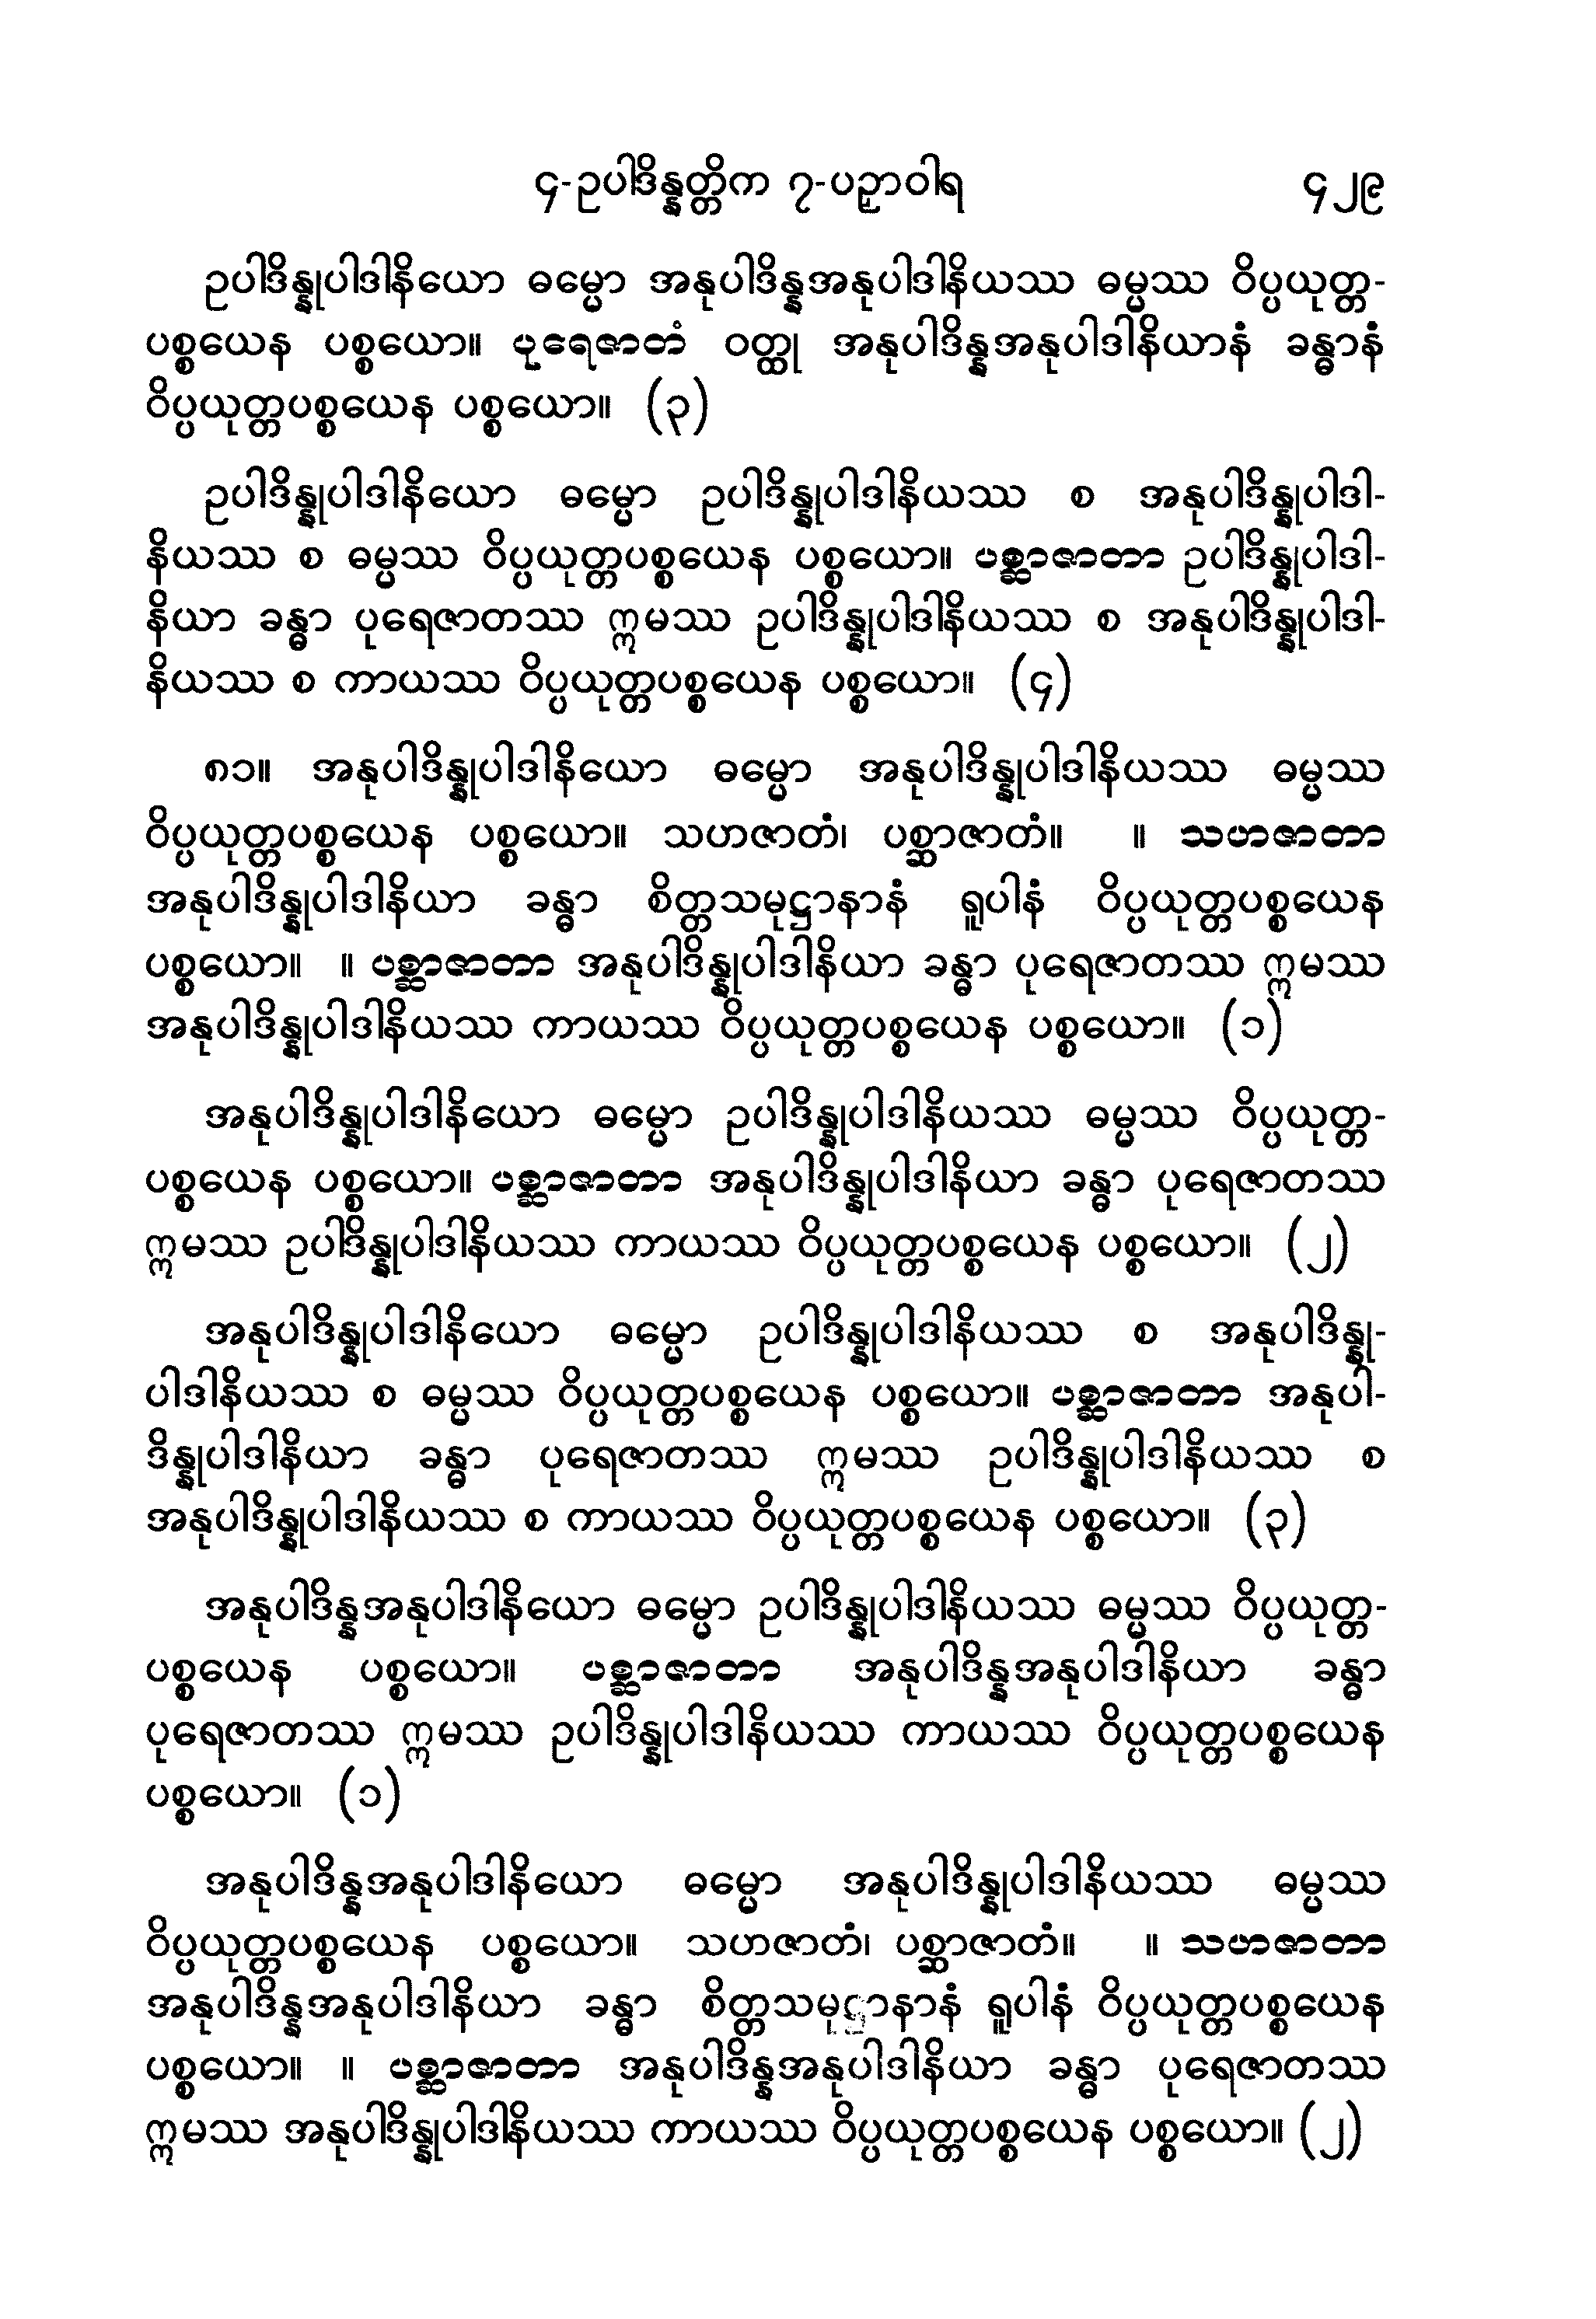 ၄-ဥပါဒိန္နတ္တိက ၇-ပဉှာဝါရ ၄၂၉
ဥပါဒိန္နုပါဒါနိယော ဓမ္မော အနုပါဒိန္နအနုပါဒါနိယဿ ဓမ္မဿ ဝိပ္ပယုတ္တ-
ပစ္စယေန ပစ္စယော။ ပုရေဇာတံ ဝတ္ထု အနုပါဒိန္နအနုပါဒါနိယာနံ ခန္ဓာနံ
ဝိပ္ပယုတ္တပစ္စယေန ပစ္စယော။ (၃)
ဥပါဒိန္နုပါဒါနိယော ဓမ္မော ဥပါဒိန္နုပါဒါနိယဿ စ အနုပါဒိန္နုပါဒါ-
နိယဿ စ ဓမ္မဿ ဝိပ္ပယုတ္တပစ္စယေန ပစ္စယော။ ပစ္ဆာဇာတာ ဥပါဒိန္နုပါဒါ-
နိယာ ခန္ဓာ ပုရေဇာတဿ ဣမဿ ဥပါဒိန္နုပါဒါနိယဿ စ အနုပါဒိန္နုပါဒါ-
နိယဿ စ ကာယဿ ဝိပ္ပယုတ္တပစ္စယေန ပစ္စယော။ (၄)
၈၁။ အနုပါဒိန္နုပါဒါနိယော ဓမ္မော အနုပါဒိန္နုပါဒါနိယဿ ဓမ္မဿ
ဝိပ္ပယုတ္တပစ္စယေန ပစ္စယော။ သဟဇာတံ၊ ပစ္ဆာဇာတံ။ ။ သဟဇာတာ
အနုပါဒိန္နုပါဒါနိယာ ခန္ဓာ စိတ္တသမုဋ္ဌာနာနံ ရူပါနံ ဝိပ္ပယုတ္တပစ္စယေန
ပစ္စယော။ ။ ပစ္ဆာဇာတာ အနုပါဒိန္နုပါဒါနိယာ ခန္ဓာ ပုရေဇာတဿ ဣမဿ
အနုပါဒိန္နုပါဒါနိယဿ ကာယဿ ဝိပ္ပယုတ္တပစ္စယေန ပစ္စယော။ (၁)
အနုပါဒိန္နုပါဒါနိယော ဓမ္မော ဥပါဒိန္နုပါဒါနိယဿ ဓမ္မဿ ဝိပ္ပယုတ္တ-
ပစ္စယေန ပစ္စယော။ ပစ္ဆာဇာတာ အနုပါဒိန္နုပါဒါနိယာ ခန္ဓာ ပုရေဇာတဿ
ဣမဿ ဥပါဒိန္နုပါဒါနိယဿ ကာယဿ ဝိပ္ပယုတ္တပစ္စယေန ပစ္စယော။ (၂)
အနုပါဒိန္နုပါဒါနိယော ဓမ္မော ဥပါဒိန္နုပါဒါနိယဿ စ အနုပါဒိန္နု-
ပါဒါနိယဿ စ ဓမ္မဿ ဝိပ္ပယုတ္တပစ္စယေန ပစ္စယော။ ပစ္ဆာဇာတာ အနုပါ-
ဒိန္နုပါဒါနိယာ ခန္ဓာ ပုရေဇာတဿ ဣမဿ ဥပါဒိန္နုပါဒါနိယဿ စ
အနုပါဒိန္နုပါဒါနိယဿ စ ကာယဿ ဝိပ္ပယုတ္တပစ္စယေန ပစ္စယော။ (၃)
အနုပါဒိန္နအနုပါဒါနိယော ဓမ္မော ဥပါဒိန္နုပါဒါနိယဿ ဓမ္မဿ ဝိပ္ပယုတ္တ-
ပစ္စယေန ပစ္စယော။ ပစ္ဆာဇာတာ အနုပါဒိန္နအနုပါဒါနိယာ ခန္ဓာ
ပုရေဇာတဿ ဣမဿ ဥပါဒိန္နုပါဒါနိယဿ ကာယဿ ဝိပ္ပယုတ္တပစ္စယေန
ပစ္စယော။ (၁)
အနုပါဒိန္နအနုပါဒါနိယော ဓမ္မော အနုပါဒိန္နုပါဒါနိယဿ ဓမ္မဿ
ဝိပ္ပယုတ္တပစ္စယေန ပစ္စယော။ သဟဇာတံ၊ ပစ္ဆာဇာတံ။ ။ သဟဇာတာ
အနုပါဒိန္နအနုပါဒါနိယာ ခန္ဓာ စိတ္တသမုဋ္ဌာနာနံ ရူပါနံ ဝိပ္ပယုတ္တပစ္စယေန
ပစ္စယော။ ။ ပစ္ဆာဇာတာ အနုပါဒိန္နအနုပါဒါနိယာ ခန္ဓာ ပုရေဇာတဿ
ဣမဿ အနုပါဒိန္နုပါဒါနိယဿ ကာယဿ ဝိပ္ပယုတ္တပစ္စယေန ပစ္စယော။ (၂)